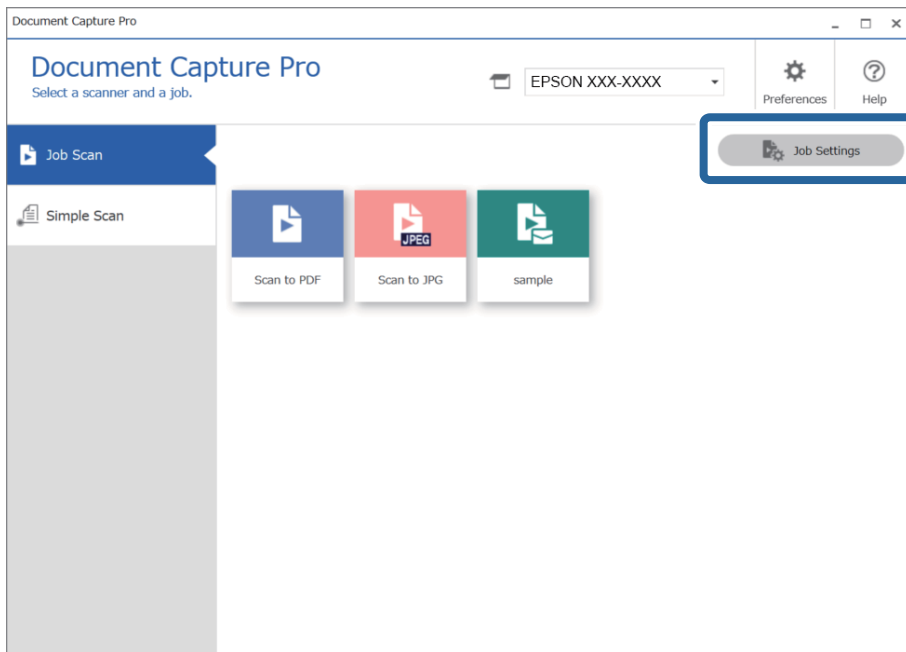 Document Capture Pro
Document Capture Pro
Select a scanner and a job.
EPSON XXX-XXXX
Preferences
Help
Job Scan
Job Settings
Simple Scan
JPEG
Scan to PDF
Scan to JPG
sample